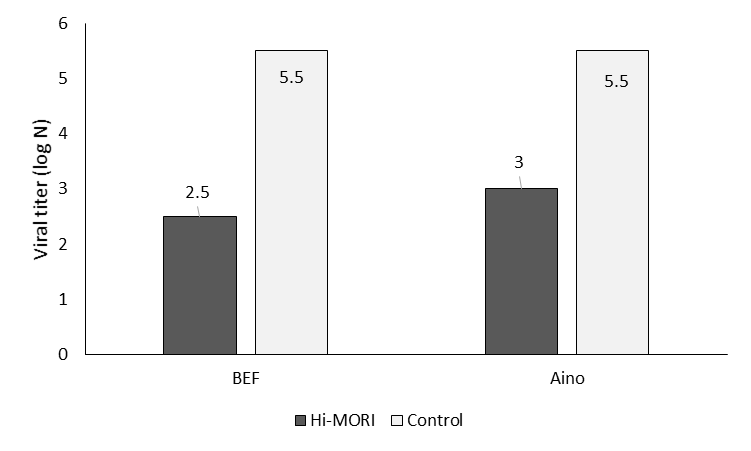 Viral titer (log N)
6
5
4
3
2
1
0
2.5
5.5
3
5.5
BEF
Aino
Hi-MORI
Control